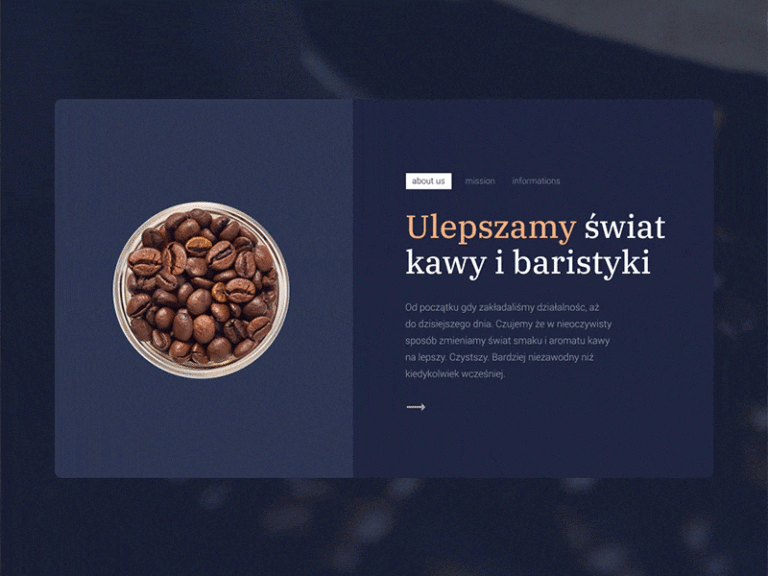 about us mission informations
Ulepszamy świat
kawy i baristyki
Od początku gdy zakładaliśmy działalnośc, aż
do dzisiejszego dnia. Czujemy że w nieoczywisty
sposób zmieniamy świat smaku i aromatu kawy
na lepszy. Czystszy. Bardziej niezawodny niż
kiedykolwiek wcześniej.